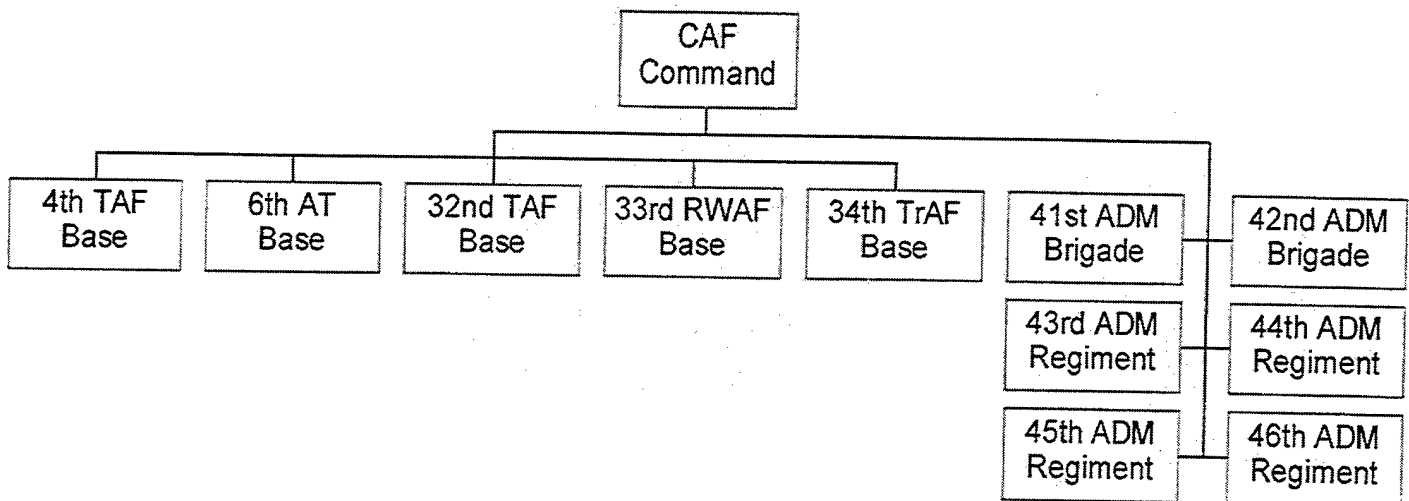 CAF
Command
4th TAF
Base
6th AT
Base
32nd TAF
Base
33rd RWAF
Base
34th TrAF
Base
41st ADM
Brigade
42nd ADM
Brigade
43rd ADM
Regiment
44th ADM
Regiment
45th ADM
Regiment
46th ADM
Regiment